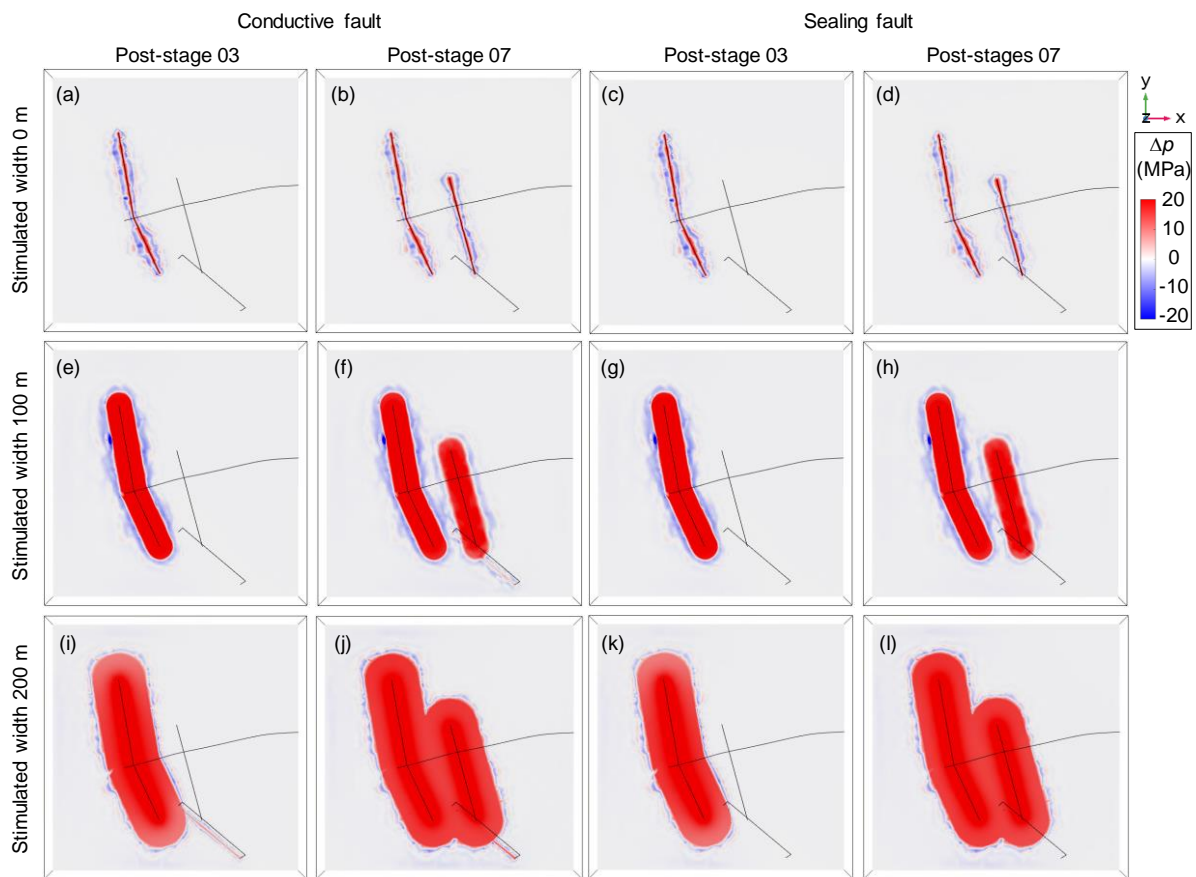 Conductive fault
Sealing fault
Post-stage 03
Post-stage 07
Post-stage 03
Post-stages 07
Stimulated width 0 m
(a)
(b)
(c)
(d)
y
z
x
Δp
(MPa)
20
10
0
-10
-20
Stimulated width 100 m
(e)
(f)
(g)
(h)
Stimulated width 200 m
(i)
(j)
(k)
(l)